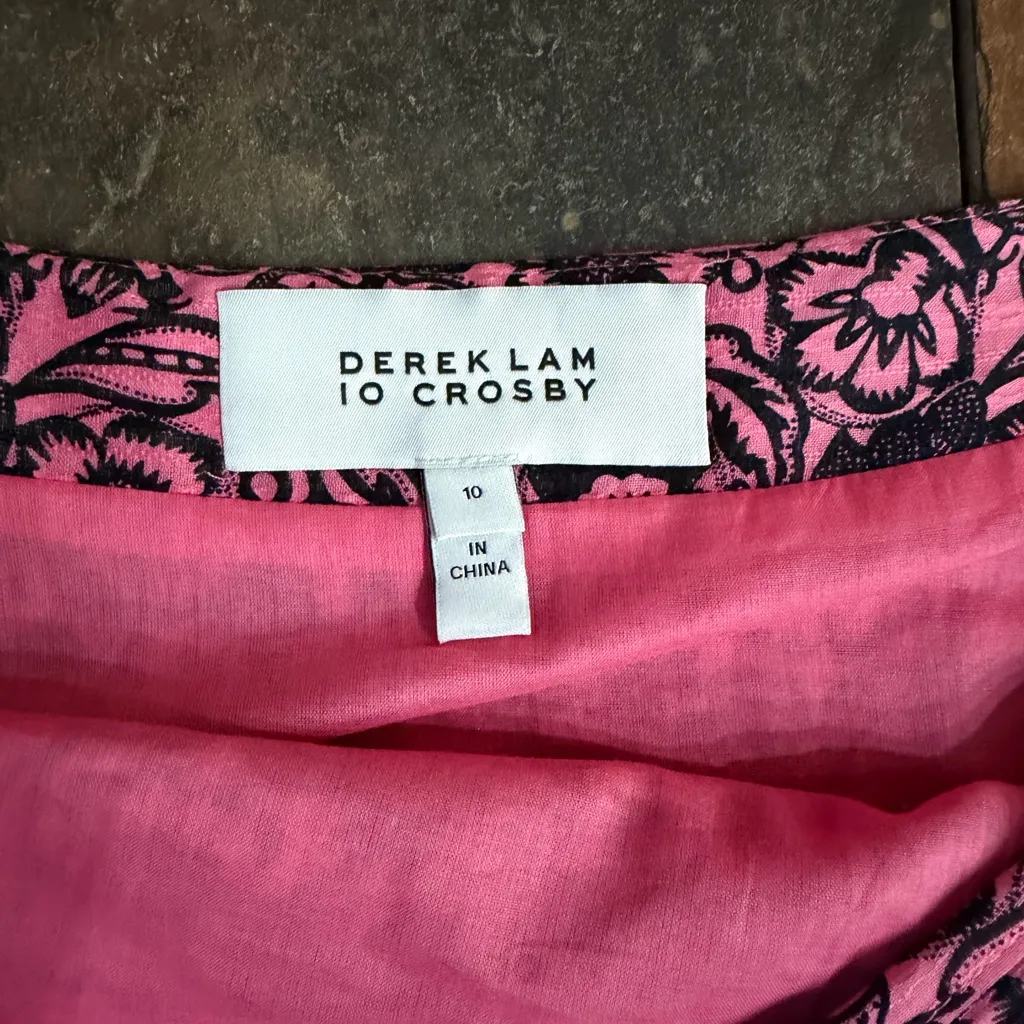 DEREK LAM
10 CROSBY
10
IN
CHINA